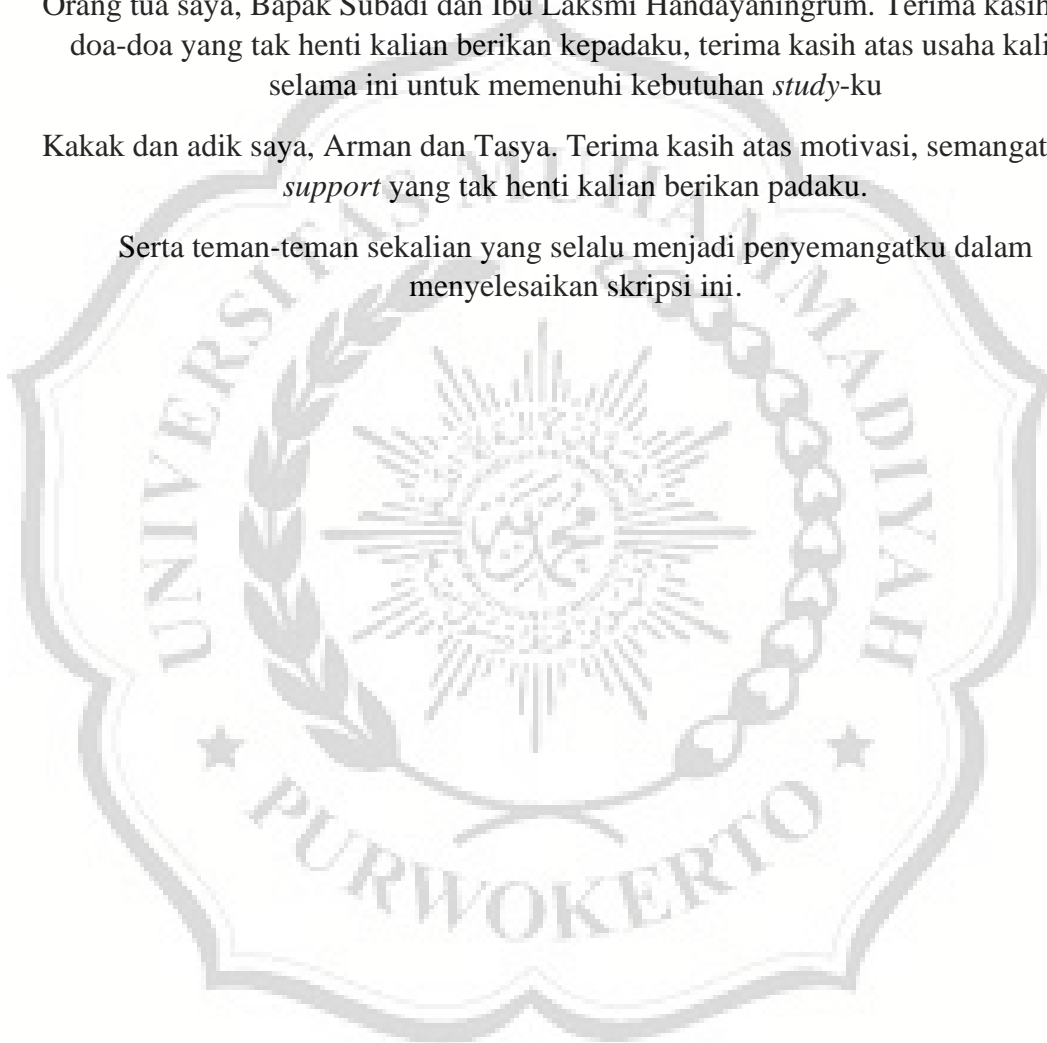 Orang tua saya, Bapak Subadi dan Ibu Laksmi Handayaningrum. Terima kasih
doa-doa yang tak henti kalian berikan kepadaku, terima kasih atas usaha kali
selama ini untuk memenuhi kebutuhan study-ku
Kakak dan adik saya, Arman dan Tasya. Terima kasih atas motivasi, semangat
support yang tak henti kalian berikan padaku.
Serta teman-teman sekalian yang selalu menjadi penyemangatku dalam
menyelesaikan skripsi ini.
UNIVERSITAS MUHAMMADIYAH
PURWOKERTO